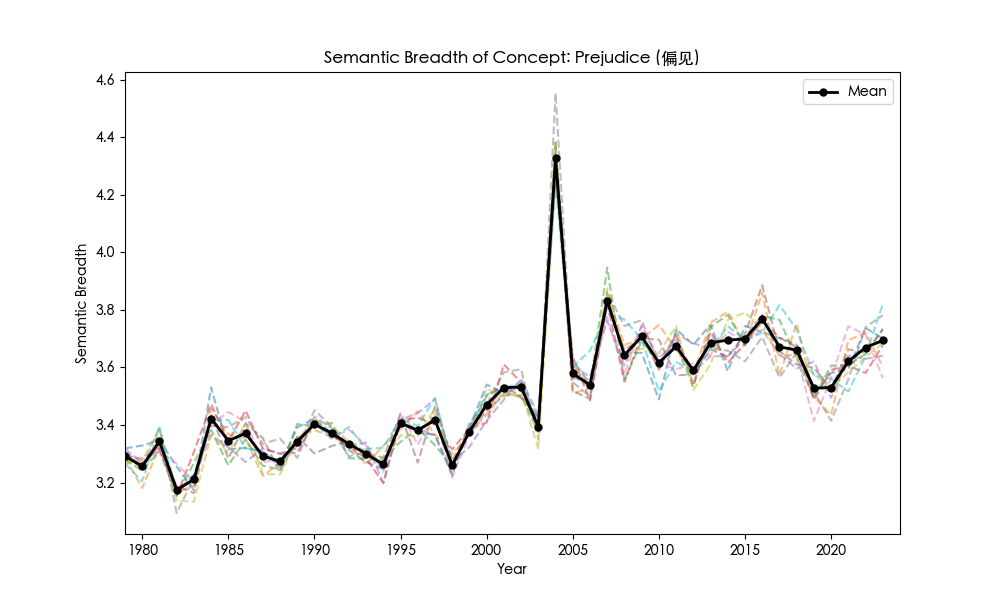 Semantic Breadth of Concept: Prejudice (偏见)
Mean
Semantic Breadth
4.6
4.4
4.2
4.0
3.8
3.6
3.4
3.2
1980 1985 1990 1995 2000 2005 2010 2015 2020
Year